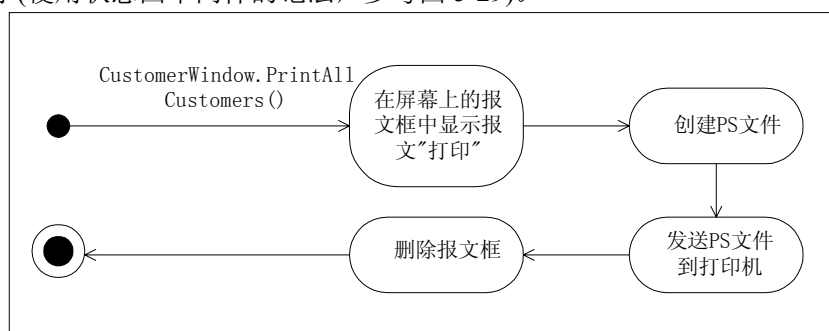 (使用状态图中同样的记法, 参考图 5-29)。
CustomerWindow.PrintAll
Customers()
在屏幕上的报
文框中显示报
文"打印"
创建PS文件
删除报文框
发送PS文件
到打印机